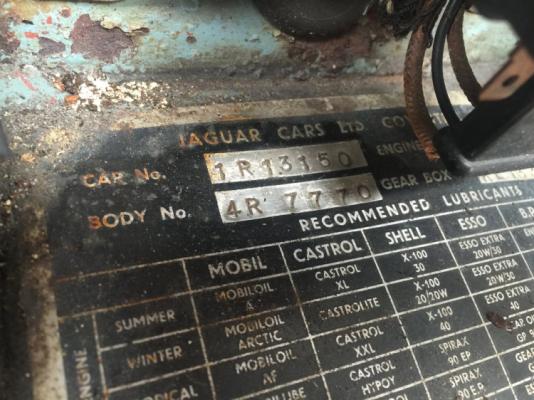 JAGUAR CARS LTD
CAR No. 1R13150 ENGINE
BODY No. 4R 7770 GEAR BOX
RECOMMENDED LUBRICANTS
MOBIL CASTROL SHELL ESSO
SUMMER MOBILOIL A CASTROL XL X-100 30 ESSO EXTRA 20W/30
WINTER MOBILOIL ARCTIC CASTROLITE X-100 20/20W ESSO EXTRA 20W/30
MOBILOIL AF CASTROL XXL X-100 40 ESSO EXTRA 40
CASTROL HYPOY SPIRAX 90 EP
ENGINE